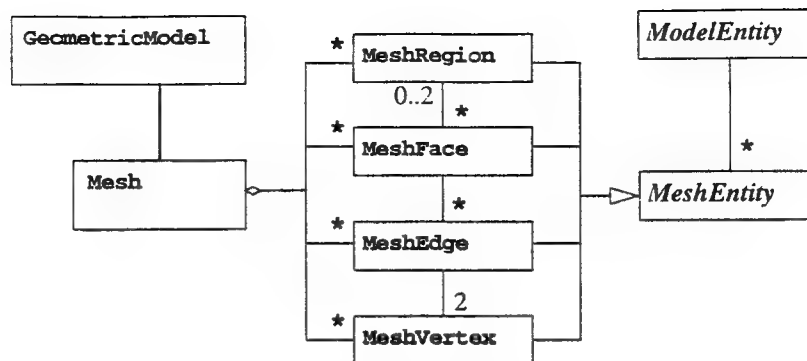 GeometricModel
ModelEntity
* MeshRegion
0..2
*
* MeshFace
*
Mesh
MeshEntity
*
* MeshEdge
2
* MeshVertex